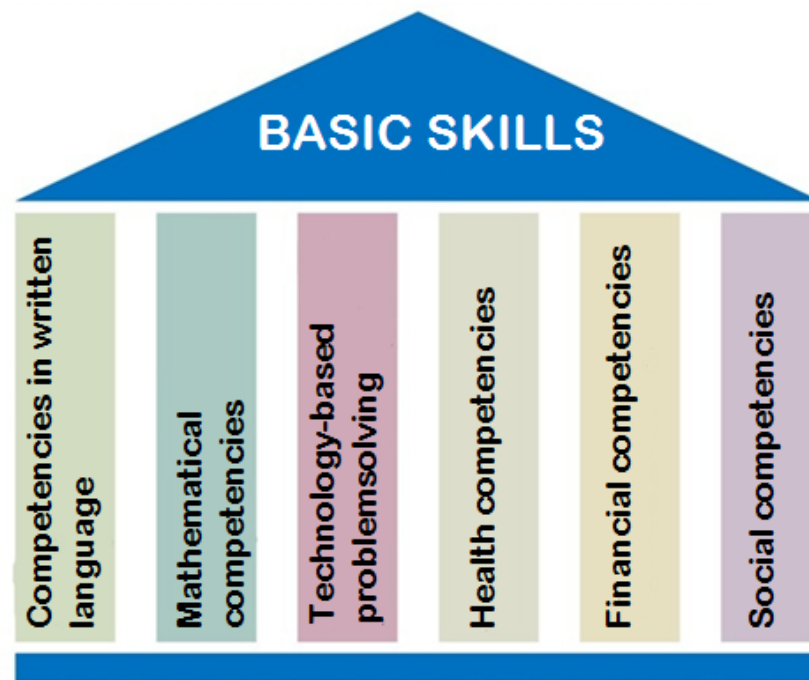 BASIC SKILLS
Competencies in written
language
Mathematical
competencies
Technology-based
problemsolving
Health competencies
Financial competencies
Social competencies